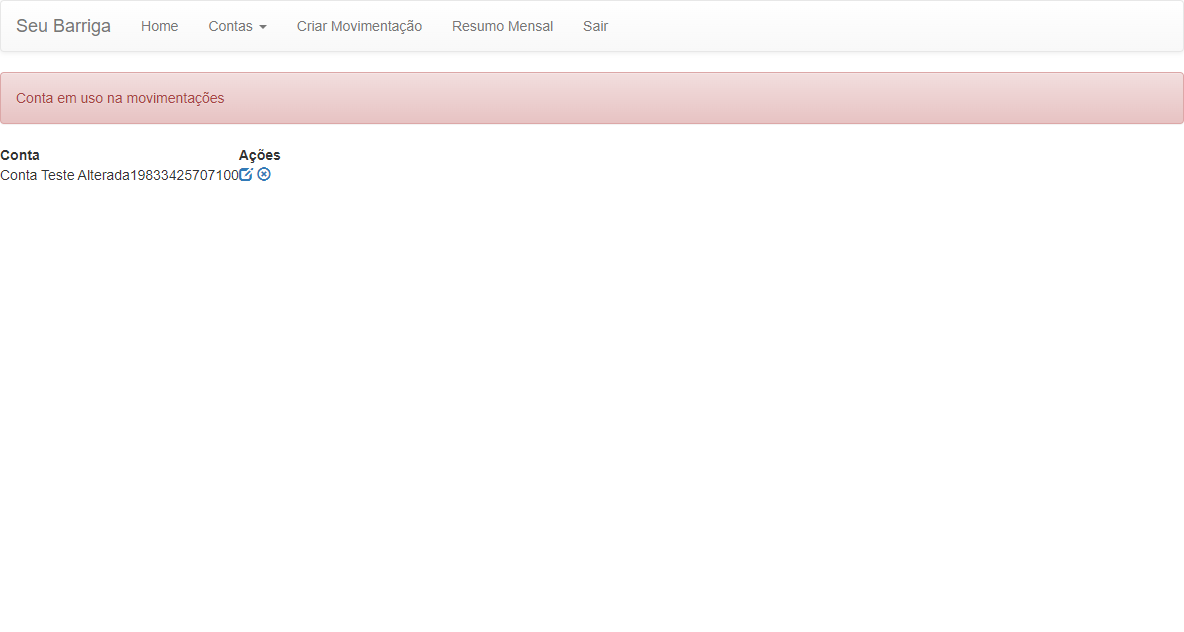 Seu Barriga Home Contas Criar Movimentação Resumo Mensal Sair
Conta em uso na movimentações
Conta Ações
Conta Teste Alterada19833425707100